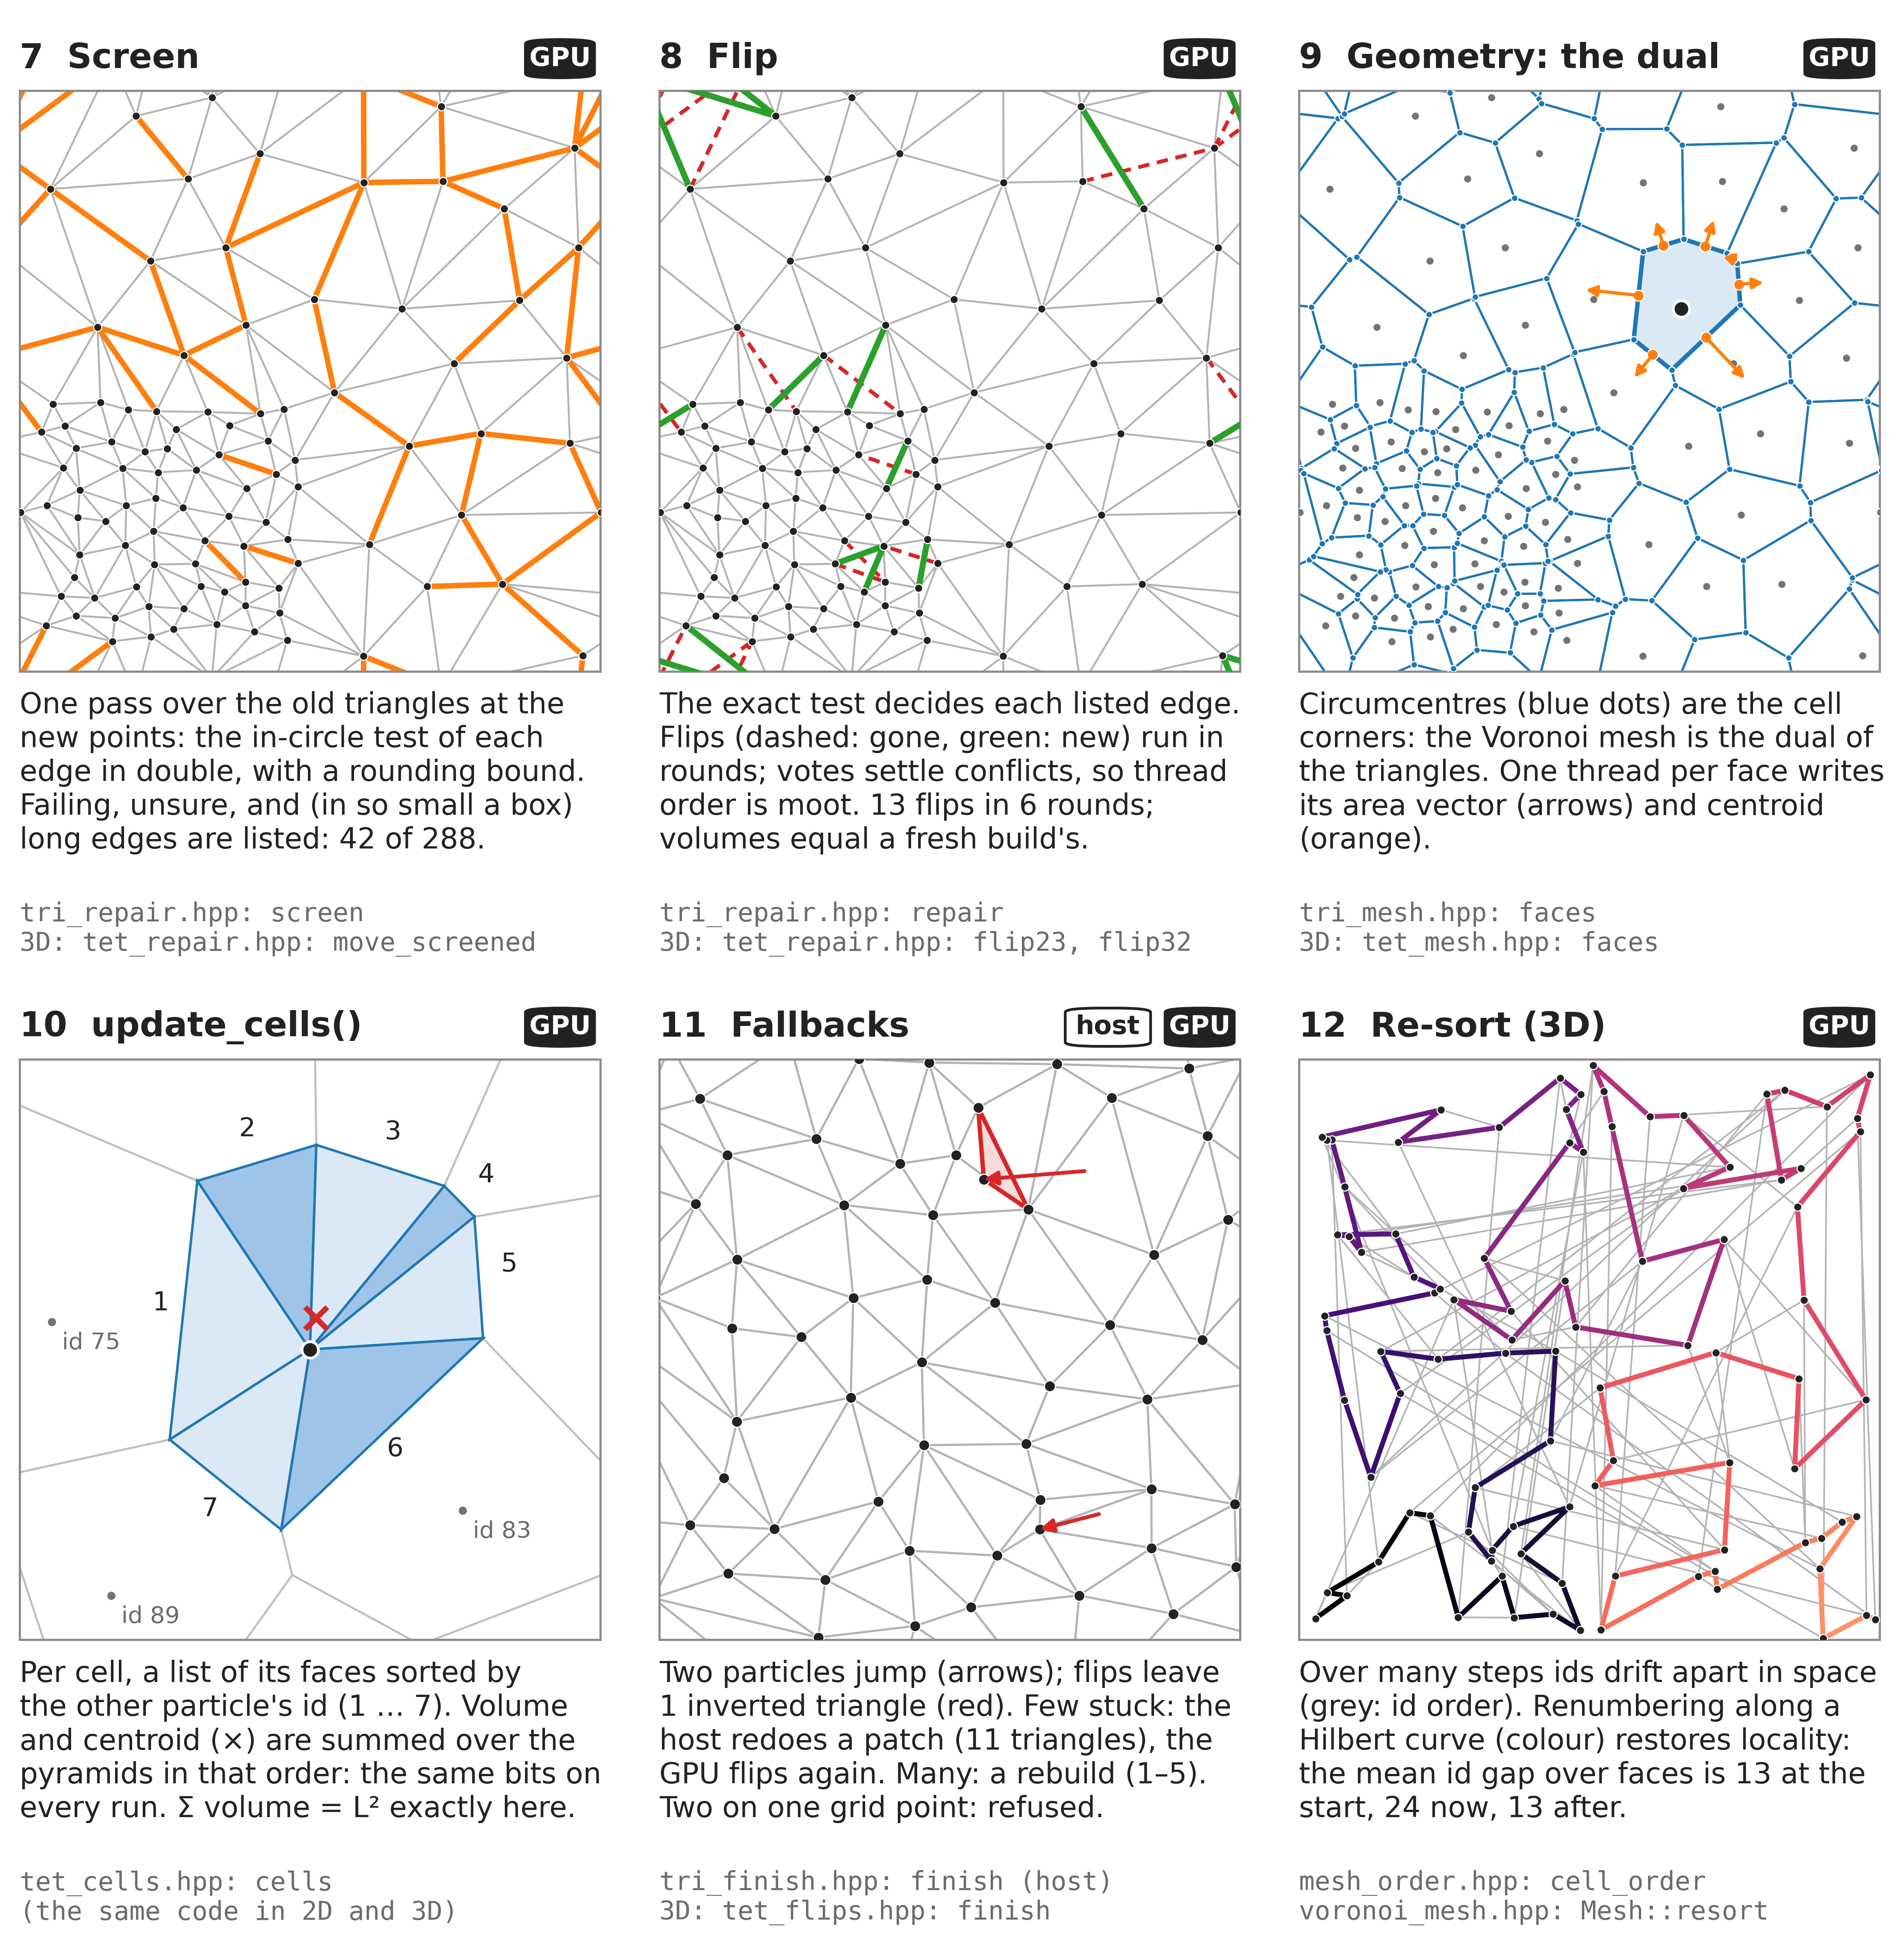 7 Screen GPU
One pass over the old triangles at the
new points: the in-circle test of each
edge in double, with a rounding bound.
Failing, unsure, and (in so small a box)
long edges are listed: 42 of 288.
tri_repair.hpp: screen
3D: tet_repair.hpp: move_screened
8 Flip GPU
The exact test decides each listed edge.
Flips (dashed: gone, green: new) run in
rounds; votes settle conflicts, so thread
order is moot. 13 flips in 6 rounds;
volumes equal a fresh build's.
tri_repair.hpp: repair
3D: tet_repair.hpp: flip23, flip32
9 Geometry: the dual GPU
Circumcentres (blue dots) are the cell
corners: the Voronoi mesh is the dual of
the triangles. One thread per face writes
its area vector (arrows) and centroid
(orange).
tri_mesh.hpp: faces
3D: tet_mesh.hpp: faces
10 update_cells() GPU
2
3
4
5
1
id 75
6
7
id 83
id 89
Per cell, a list of its faces sorted by
the other particle's id (1 … 7). Volume
and centroid (×) are summed over the
pyramids in that order: the same bits on
every run. Σ volume = L² exactly here.
tet_cells.hpp: cells
(the same code in 2D and 3D)
11 Fallbacks host GPU
Two particles jump (arrows); flips leave
1 inverted triangle (red). Few stuck: the
host redoes a patch (11 triangles), the
GPU flips again. Many: a rebuild (1–5).
Two on one grid point: refused.
tri_finish.hpp: finish (host)
3D: tet_flips.hpp: finish
12 Re-sort (3D) GPU
Over many steps ids drift apart in space
(grey: id order). Renumbering along a
Hilbert curve (colour) restores locality:
the mean id gap over faces is 13 at the
start, 24 now, 13 after.
mesh_order.hpp: cell_order
voronoi_mesh.hpp: Mesh::resort